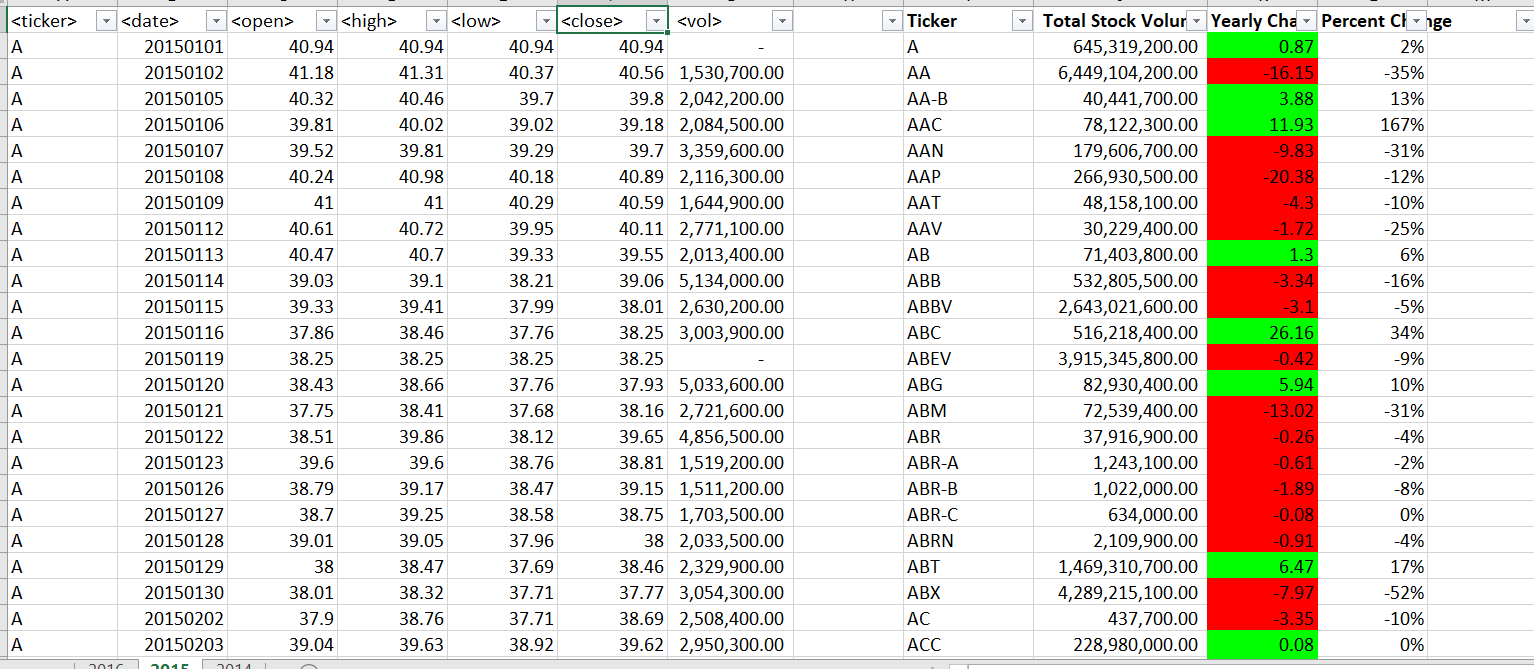 <ticker> <date> <open> <high> <low> <close> <vol> Ticker Total Stock Volur Yearly Cha Percent Ch nge
A 20150101 40.94 40.94 40.94 40.94 - A 645,319,200.00 0.87 2%
A 20150102 41.18 41.31 40.37 40.56 1,530,700.00 AA 6,449,104,200.00 -16.15 -35%
A 20150105 40.32 40.46 39.7 39.8 2,042,200.00 AA-B 40,441,700.00 3.88 13%
A 20150106 39.81 40.02 39.02 39.18 2,084,500.00 AAC 78,122,300.00 11.93 167%
A 20150107 39.52 39.81 39.29 39.7 3,359,600.00 AAN 179,606,700.00 -9.83 -31%
A 20150108 40.24 40.98 40.18 40.89 2,116,300.00 AAP 266,930,500.00 -20.38 -12%
A 20150109 41 41 40.29 40.59 1,644,900.00 AAT 48,158,100.00 -4.3 -10%
A 20150112 40.61 40.72 39.95 40.11 2,771,100.00 AAV 30,229,400.00 -1.72 -25%
A 20150113 40.47 40.7 39.33 39.55 2,013,400.00 AB 71,403,800.00 1.3 6%
A 20150114 39.03 39.1 38.21 39.06 5,134,000.00 ABB 532,805,500.00 -3.34 -16%
A 20150115 39.33 39.41 37.99 38.01 2,630,200.00 ABBV 2,643,021,600.00 -3.1 -5%
A 20150116 37.86 38.46 37.76 38.25 3,003,900.00 ABC 516,218,400.00 26.16 34%
A 20150119 38.25 38.25 38.25 38.25 - ABEV 3,915,345,800.00 -0.42 -9%
A 20150120 38.43 38.66 37.76 37.93 5,033,600.00 ABG 82,930,400.00 5.94 10%
A 20150121 37.75 38.41 37.68 38.16 2,721,600.00 ABM 72,539,400.00 -13.02 -31%
A 20150122 38.51 39.86 38.12 39.65 4,856,500.00 ABR 37,916,900.00 -0.26 -4%
A 20150123 39.6 39.6 38.76 38.81 1,519,200.00 ABR-A 1,243,100.00 -0.61 -2%
A 20150126 38.79 39.17 38.47 39.15 1,511,200.00 ABR-B 1,022,000.00 -1.89 -8%
A 20150127 38.7 39.25 38.58 38.75 1,703,500.00 ABR-C 634,000.00 -0.08 0%
A 20150128 39.01 39.05 37.96 38 2,033,500.00 ABRN 2,109,900.00 -0.91 -4%
A 20150129 38 38.47 37.69 38.46 2,329,900.00 ABT 1,469,310,700.00 6.47 17%
A 20150130 38.01 38.32 37.71 37.77 3,054,300.00 ABX 4,289,215,100.00 -7.97 -52%
A 20150202 37.9 38.76 37.71 38.69 2,508,400.00 AC 437,700.00 -3.35 -10%
A 20150203 39.04 39.63 38.92 39.62 2,950,300.00 ACC 228,980,000.00 0.08 0%
2016 2015 2014